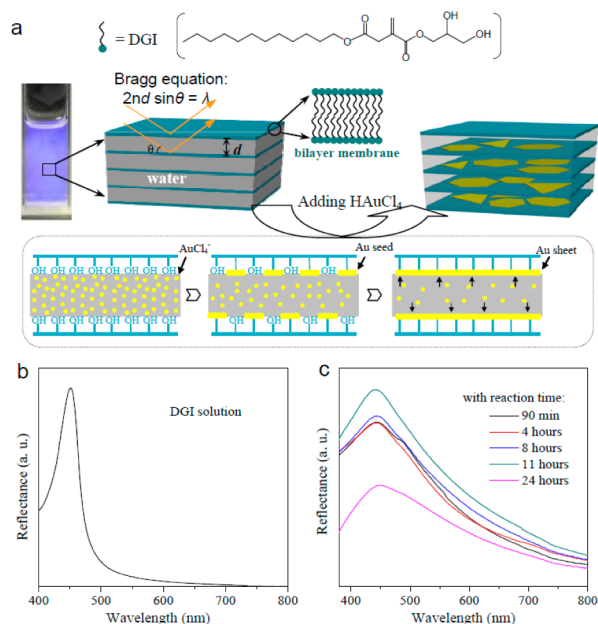 a
= DGI
OH
OH
O
O
O
O
Bragg equation:
2nd sinθ = λ
θ
d
water
bilayer membrane
Adding HAuCl4
AuCl4-
Au seed
Au sheet
OH OH OH OH OH OH OH OH
OH OH OH OH
OH OH OH OH OH OH OH OH
OH OH OH OH
b
DGI solution
Reflectance (a. u.)
400 500 600 700 800
Wavelength (nm)
c
with reaction time:
90 min
4 hours
8 hours
11 hours
24 hours
Reflectance (a. u.)
400 500 600 700 800
Wavelength (nm)